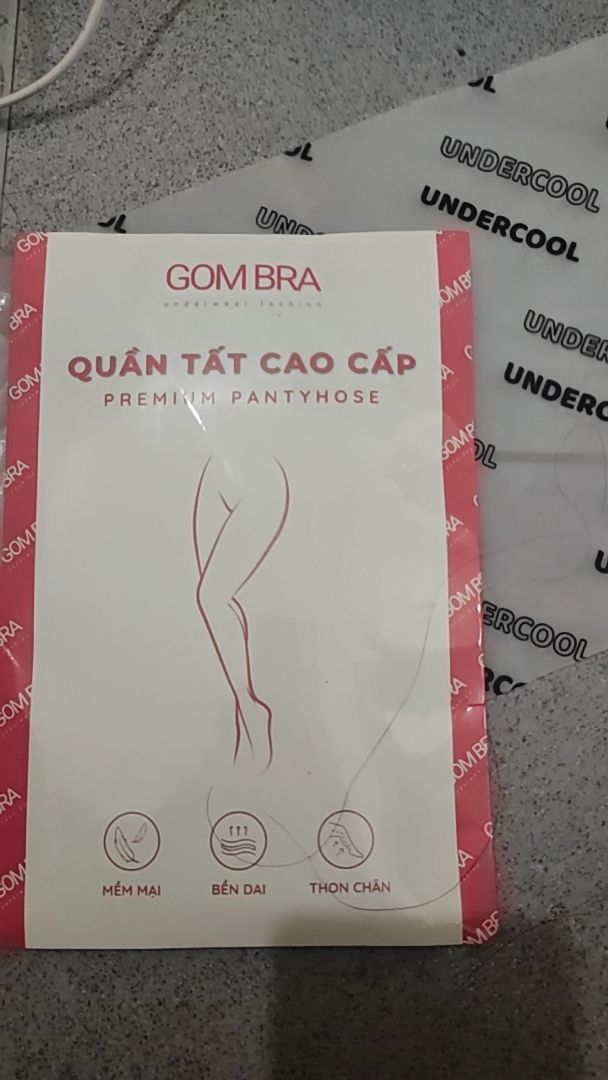 GOM BRA
underwear fashion
QUẦN TẤT CAO CẤP
PREMIUM PANTYHOSE
MỀM MẠI
BỀN DAI
THON CHÂN
UNDERCOOL
UNDERCOOL